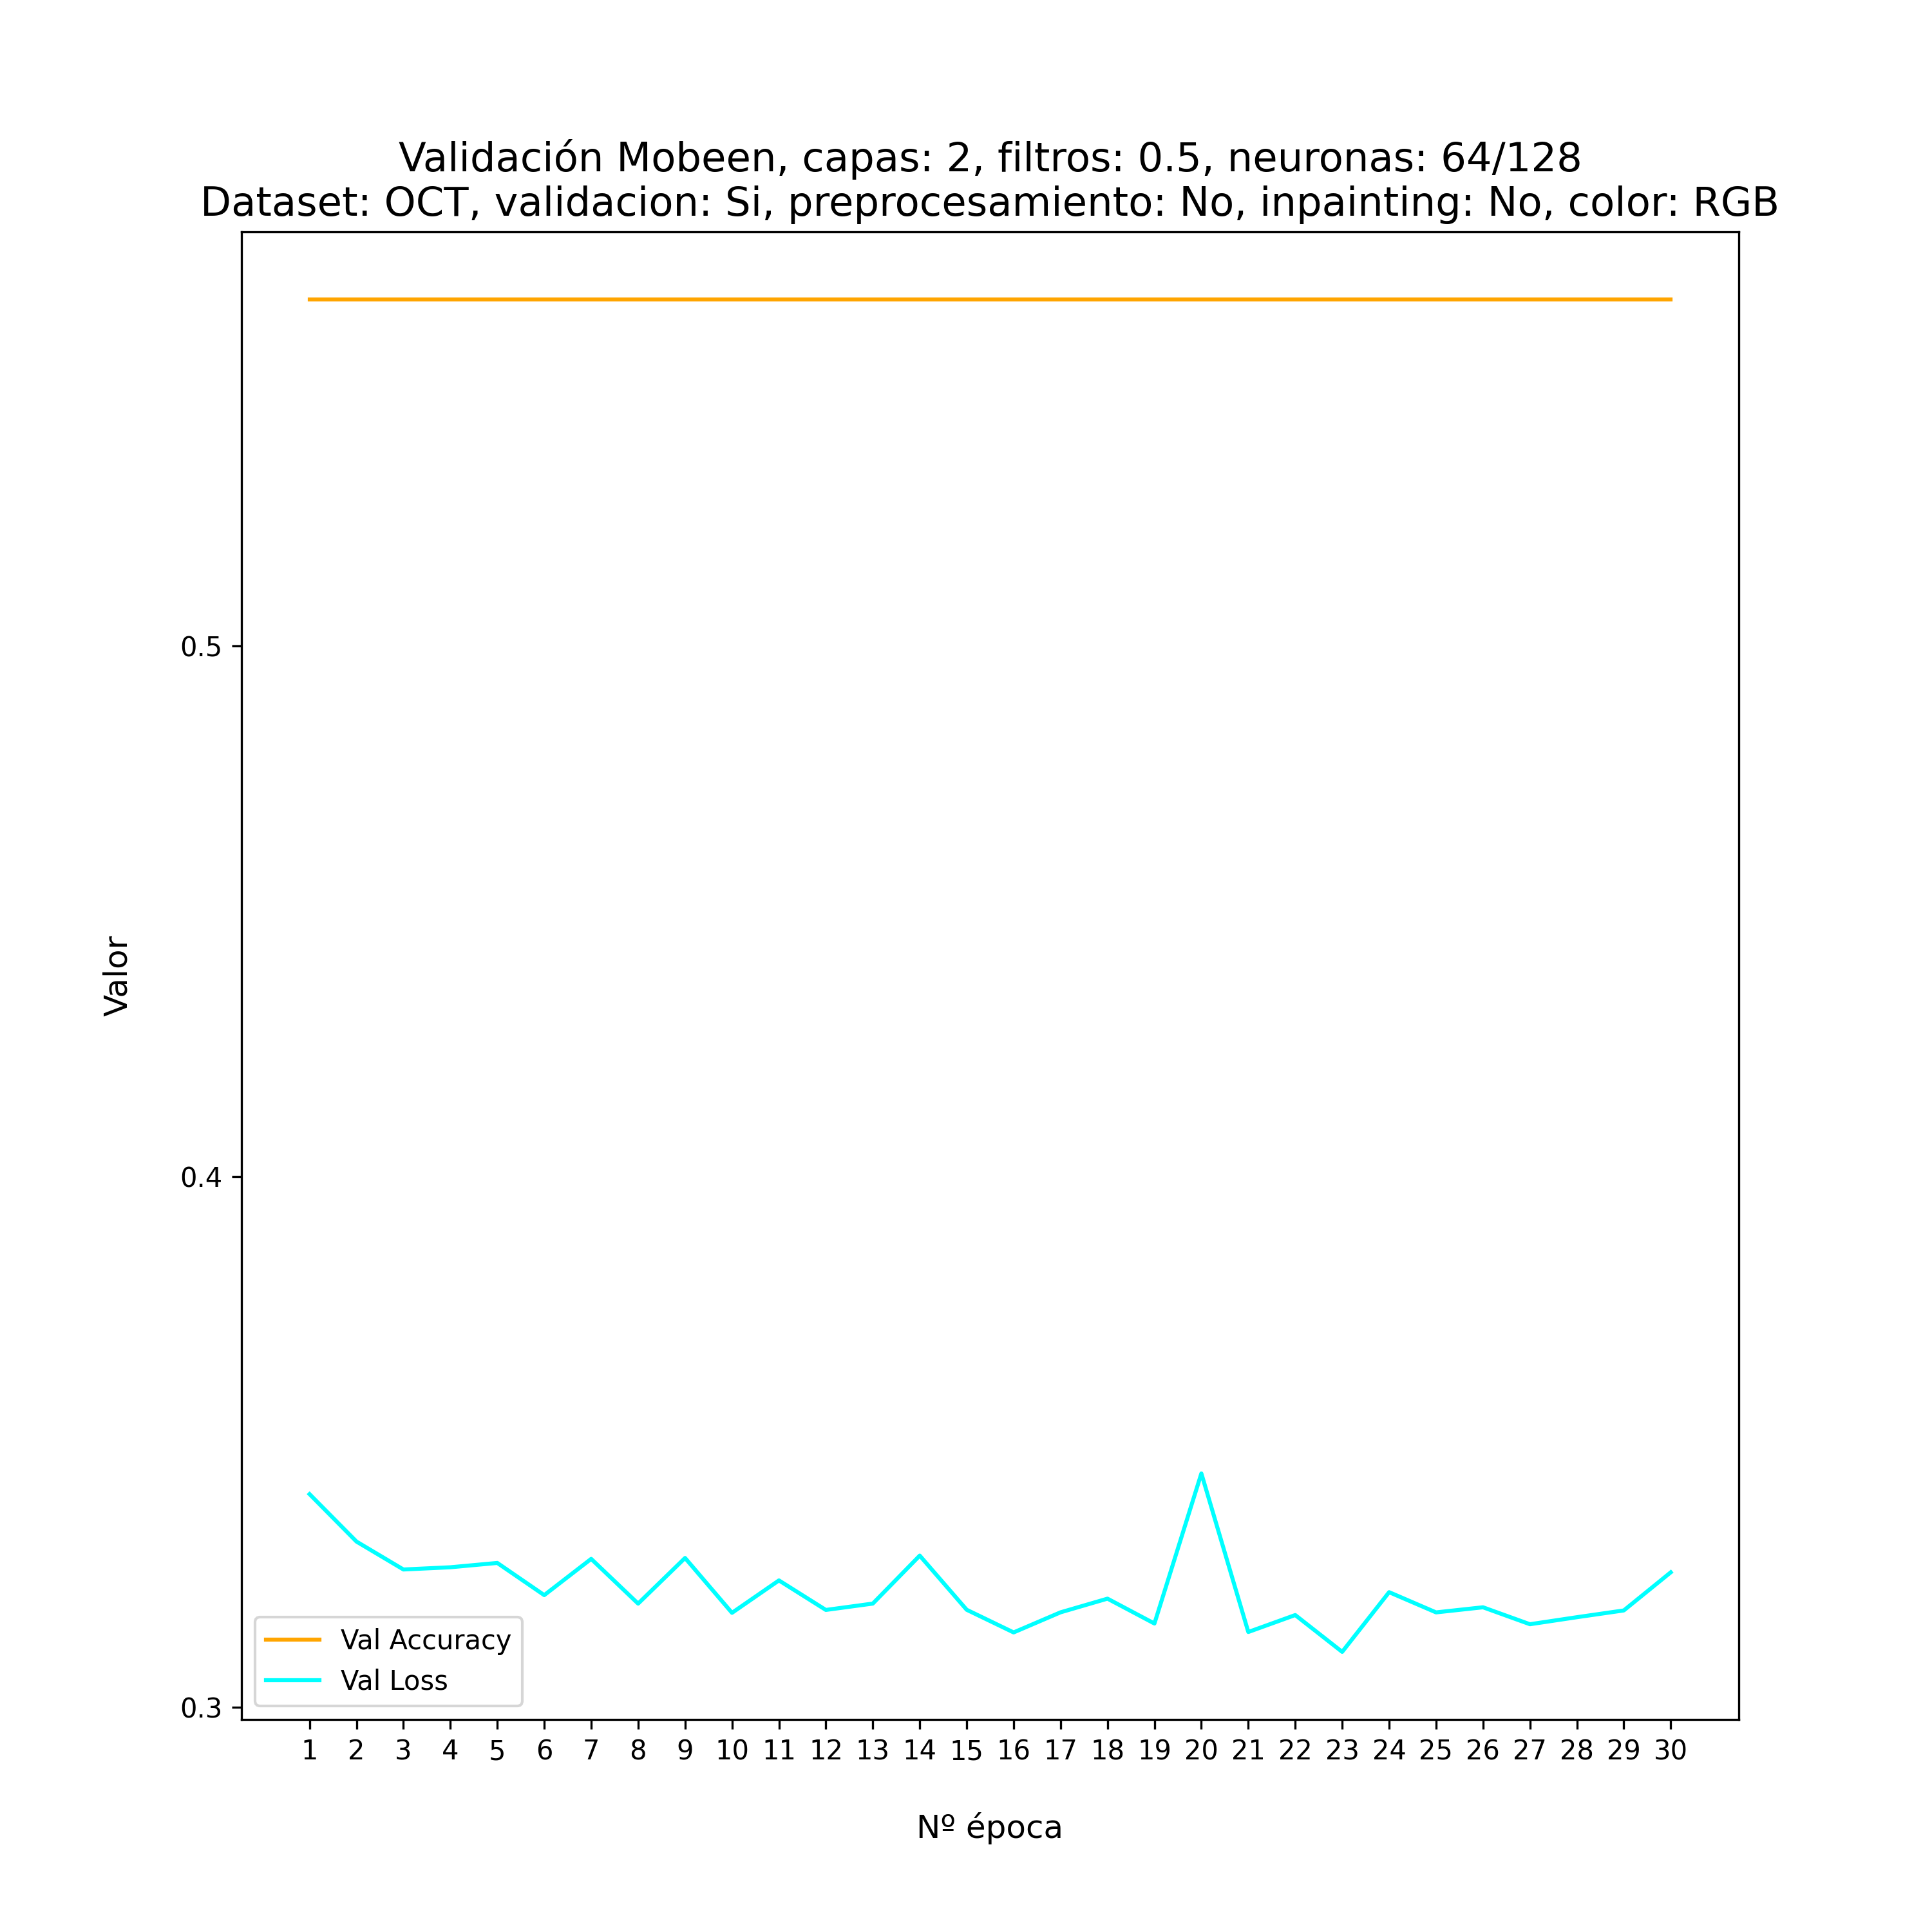 Validación Mobeen, capas: 2, filtros: 0.5, neuronas: 64/128
Dataset: OCT, validacion: Si, preprocesamiento: No, inpainting: No, color: RGB
Valor
0.5
0.4
0.3
Val Accuracy
Val Loss
1 2 3 4 5 6 7 8 9 10 11 12 13 14 15 16 17 18 19 20 21 22 23 24 25 26 27 28 29 30
Nº época